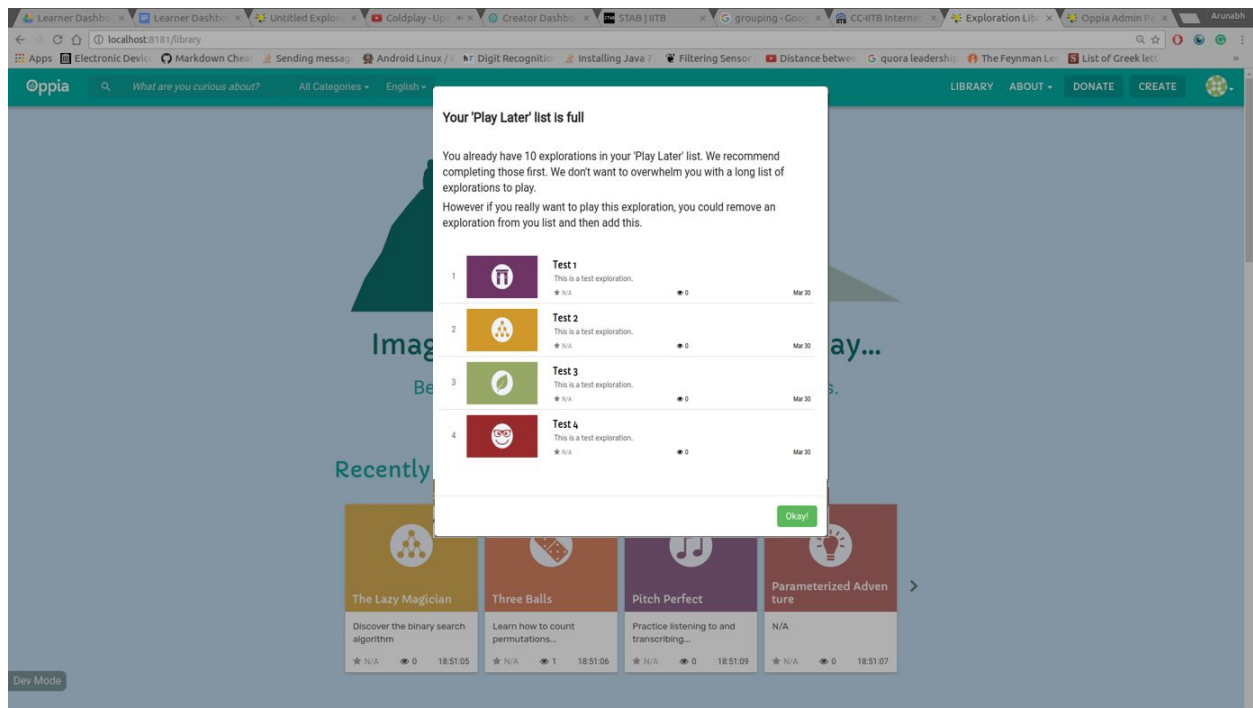 Learner Dashbo
Learner Dashbo
Untitled Explora
Coldplay - Up
Creator Dashbo
STAB | IITB
grouping - Goog
CC-IITB Internet
Exploration Libr
Oppia Admin Pa
Arunabh
localhost:8181/library
Apps
Electronic Device
Markdown Cheat
Sending message
Android Linux /
Digit Recognition
Installing Java 7
Filtering Sensor
Distance between
quora leadership
The Feynman Le
List of Greek lett
Oppia
What are you curious about?
All Categories
English
LIBRARY
ABOUT
DONATE
CREATE
Your 'Play Later' list is full
You already have 10 explorations in your 'Play Later' list. We recommend
completing those first. We don't want to overwhelm you with a long list of
explorations to play.
However if you really want to play this exploration, you could remove an
exploration from you list and then add this.
1
Test 1
This is a test exploration.
N/A 0 Mar 30
2
Test 2
This is a test exploration.
N/A 0 Mar 30
3
Test 3
This is a test exploration.
N/A 0 Mar 30
4
Test 4
This is a test exploration.
N/A 0 Mar 30
Okay!
Imag
ay...
Be
s.
Recently
The Lazy Magician
Discover the binary search
algorithm
N/A 0 18:51:05
Three Balls
Learn how to count
permutations...
N/A 1 18:51:06
Pitch Perfect
Practice listening to and
transcribing...
N/A 0 18:51:09
Parameterized Adven
ture
N/A
N/A 0 18:51:07
Dev Mode